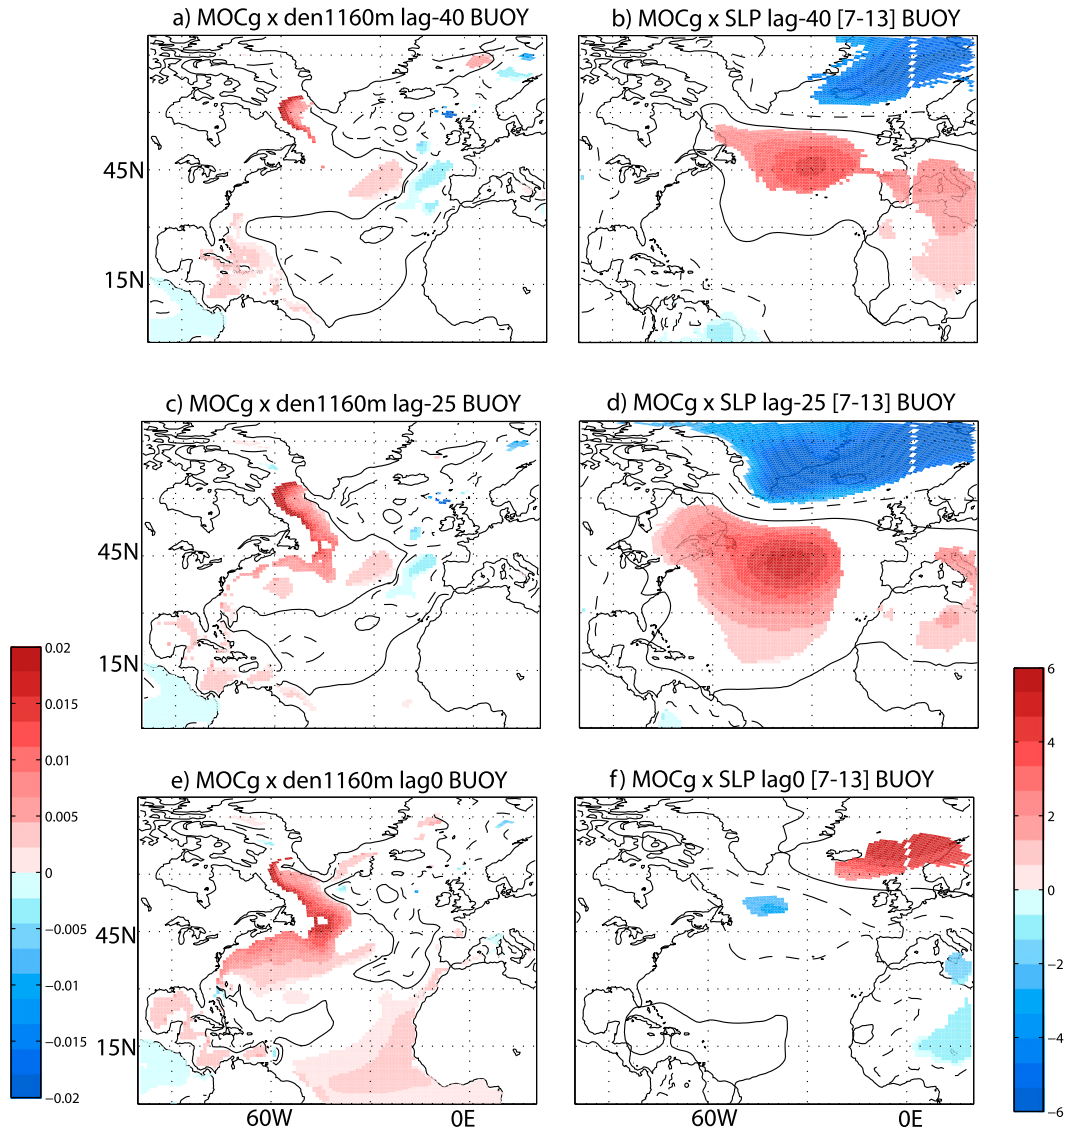 a) MOCg x den1160m lag-40 BUOY
b) MOCg x SLP lag-40 [7-13] BUOY
45N
15N
c) MOCg x den1160m lag-25 BUOY
d) MOCg x SLP lag-25 [7-13] BUOY
45N
15N
0.02
0.015
0.01
0.005
0
−0.005
−0.01
−0.015
−0.02
6
4
2
0
−2
−4
−6
e) MOCg x den1160m lag0 BUOY
f) MOCg x SLP lag0 [7-13] BUOY
45N
15N
60W
0E
60W
0E